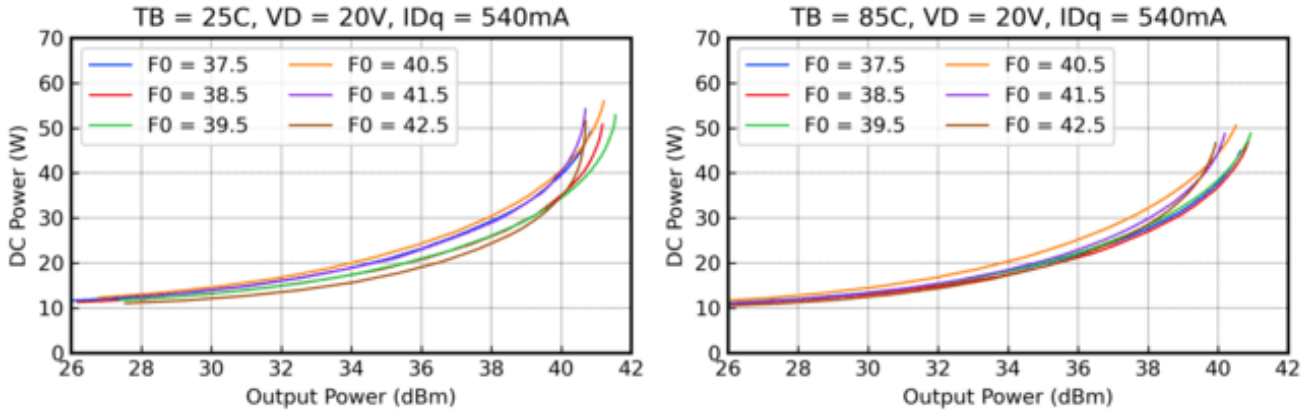 TB = 25C, VD = 20V, IDq = 540mA
70
60
50
40
30
20
10
0
DC Power (W)
F0 = 37.5
F0 = 38.5
F0 = 39.5
F0 = 40.5
F0 = 41.5
F0 = 42.5
26 28 30 32 34 36 38 40 42
Output Power (dBm)
TB = 85C, VD = 20V, IDq = 540mA
70
60
50
40
30
20
10
0
DC Power (W)
F0 = 37.5
F0 = 38.5
F0 = 39.5
F0 = 40.5
F0 = 41.5
F0 = 42.5
26 28 30 32 34 36 38 40 42
Output Power (dBm)